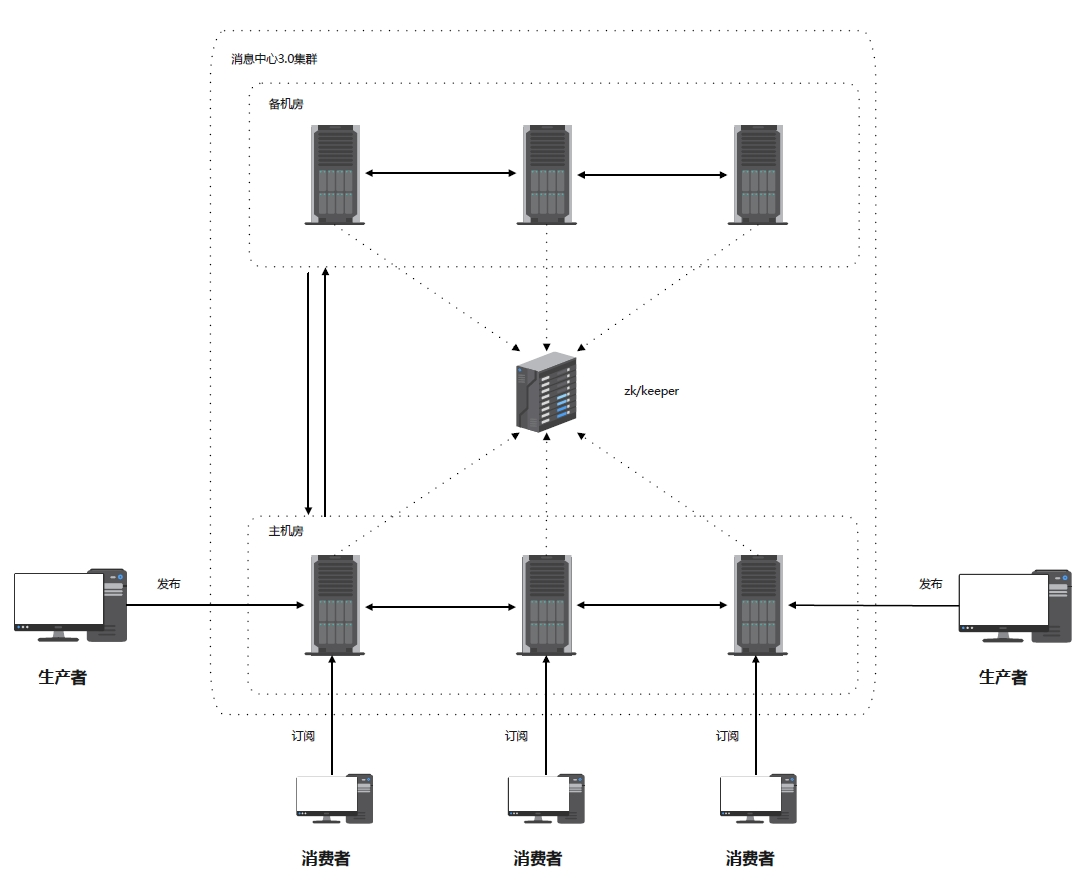 消息中心3.0集群
备机房
zk/keeper
主机房
发布
发布
生产者
生产者
订阅
订阅
订阅
消费者
消费者
消费者